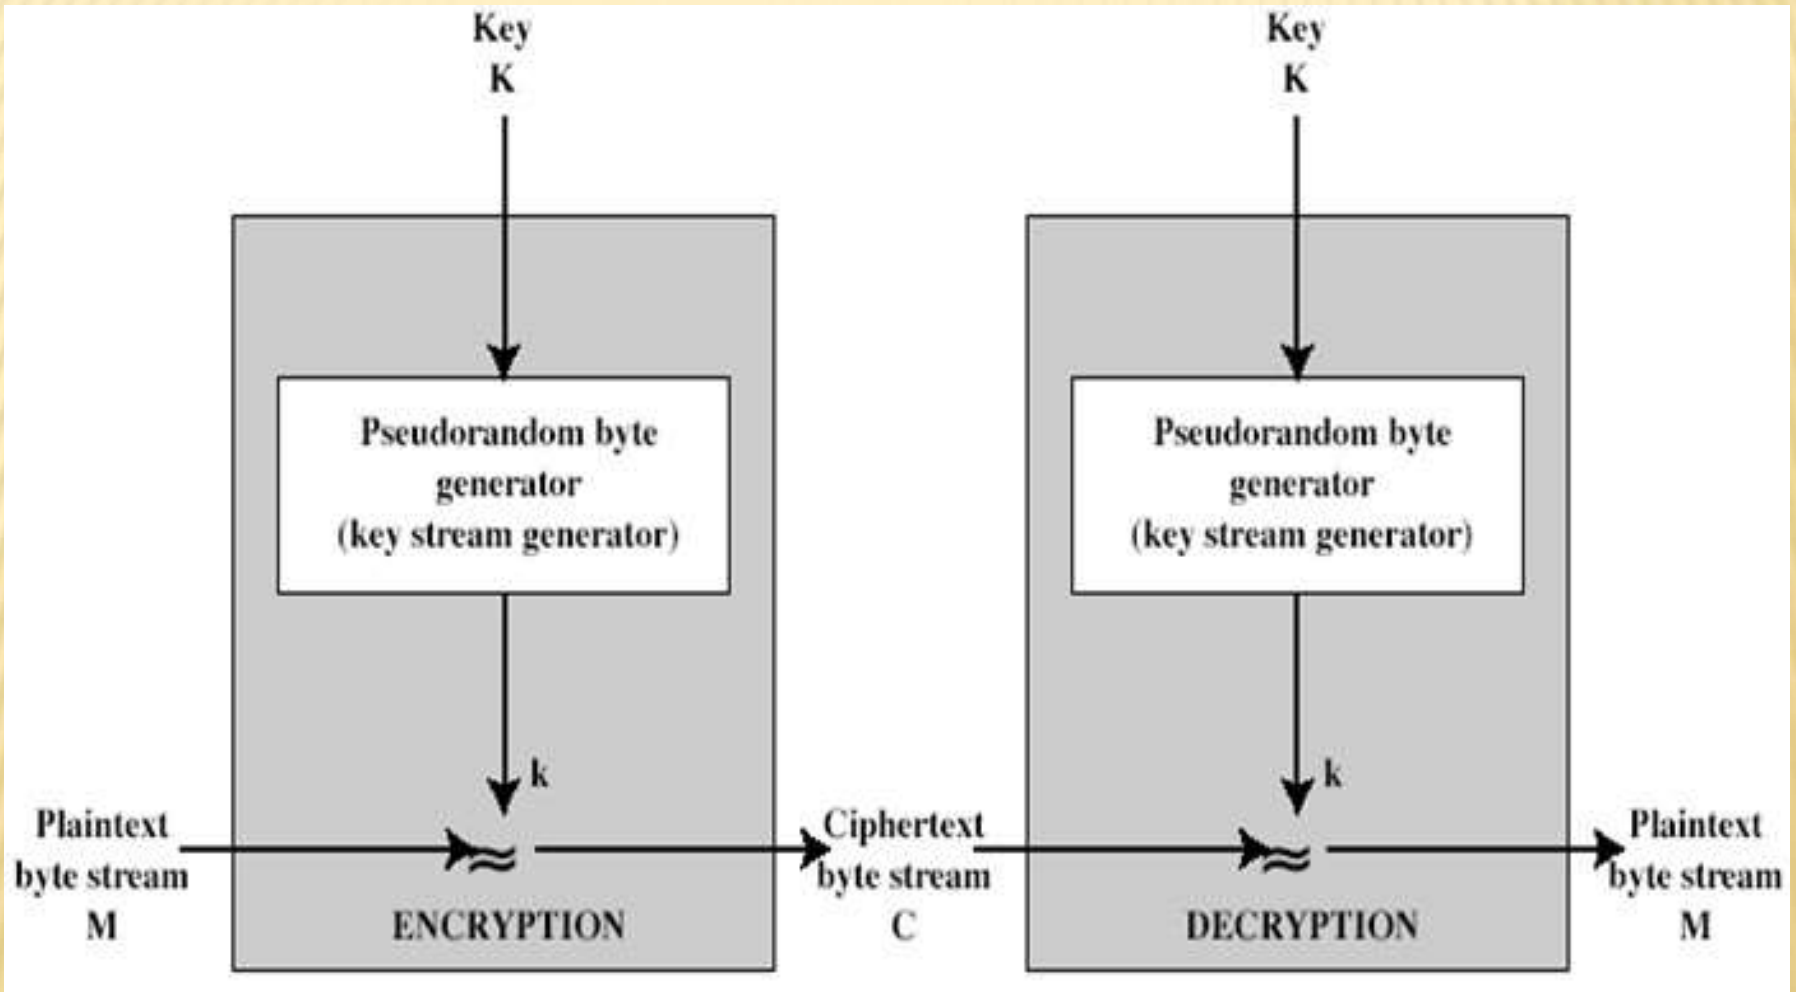 Key
K
Key
K
Pseudorandom byte
generator
(key stream generator)
Pseudorandom byte
generator
(key stream generator)
k
k
Plaintext
byte stream
M
≈
ENCRYPTION
Ciphertext
byte stream
C
≈
DECRYPTION
Plaintext
byte stream
M